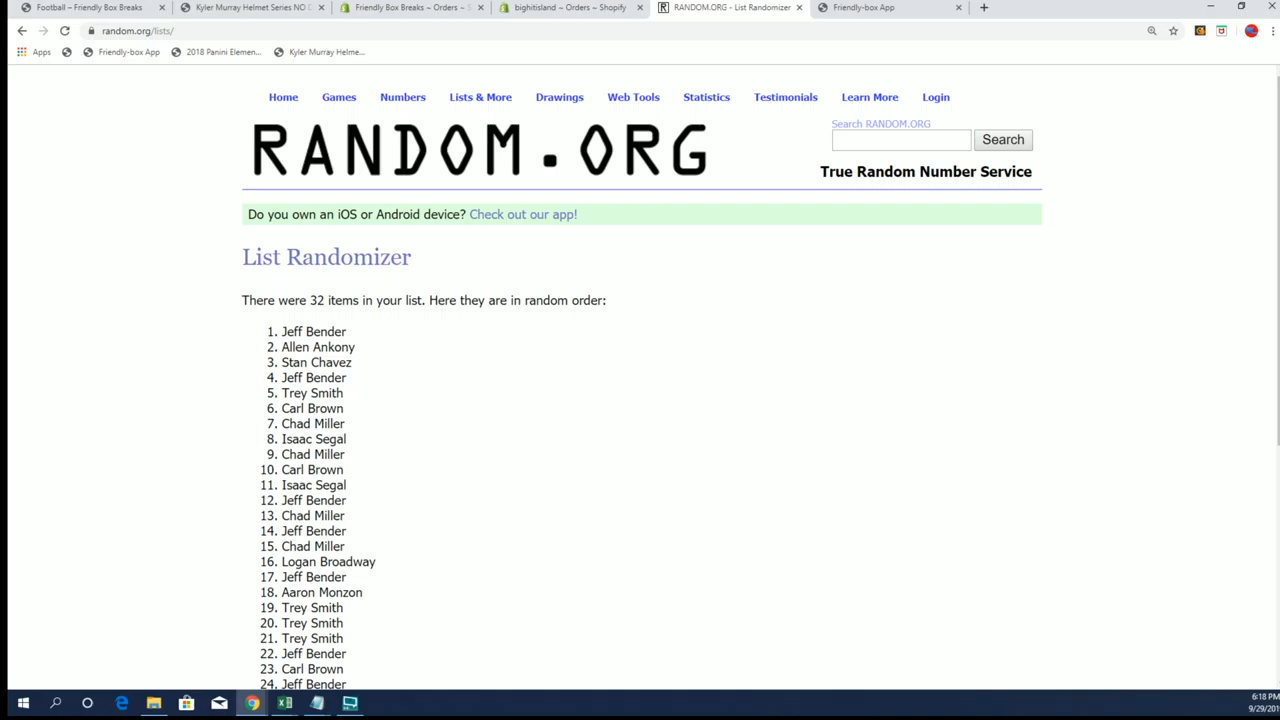 Football – Friendly Box Breaks
Kyler Murray Helmet Series NO D
Friendly Box Breaks ~ Orders ~ S
bighitisland ~ Orders ~ Shopify
RANDOM.ORG - List Randomizer
Friendly-box App
random.org/lists/
Apps
Friendly-box App
2018 Panini Elemen...
Kyler Murray Helme...
Home
Games
Numbers
Lists & More
Drawings
Web Tools
Statistics
Testimonials
Learn More
Login
RANDOM.ORG
Search RANDOM.ORG
Search
True Random Number Service
Do you own an iOS or Android device? Check out our app!
List Randomizer
There were 32 items in your list. Here they are in random order:
1. Jeff Bender
2. Allen Ankony
3. Stan Chavez
4. Jeff Bender
5. Trey Smith
6. Carl Brown
7. Chad Miller
8. Isaac Segal
9. Chad Miller
10. Carl Brown
11. Isaac Segal
12. Jeff Bender
13. Chad Miller
14. Jeff Bender
15. Chad Miller
16. Logan Broadway
17. Jeff Bender
18. Aaron Monzon
19. Trey Smith
20. Trey Smith
21. Trey Smith
22. Jeff Bender
23. Carl Brown
24. Jeff Bender
6:18 PM
9/29/201